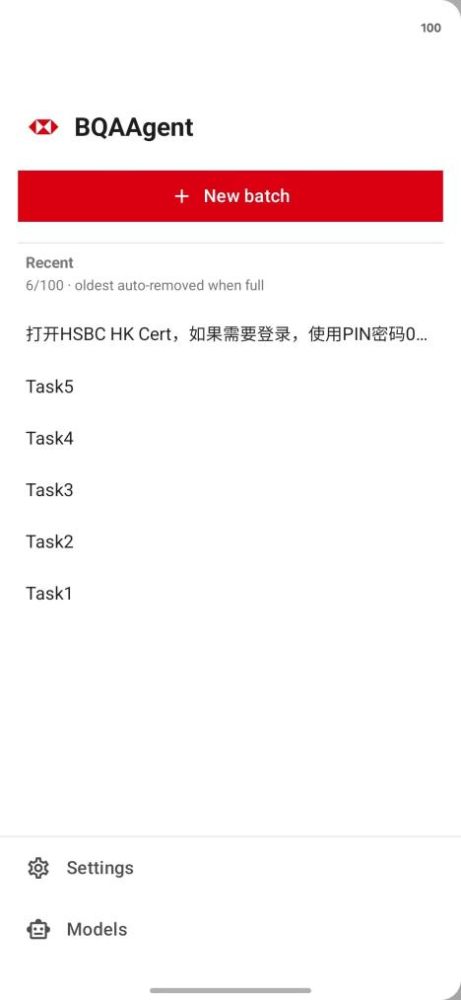 100
BQAAgent
+ New batch
Recent
6/100 · oldest auto-removed when full
打开HSBC HK Cert，如果需要登录，使用PIN密码0...
Task5
Task4
Task3
Task2
Task1
Settings
Models